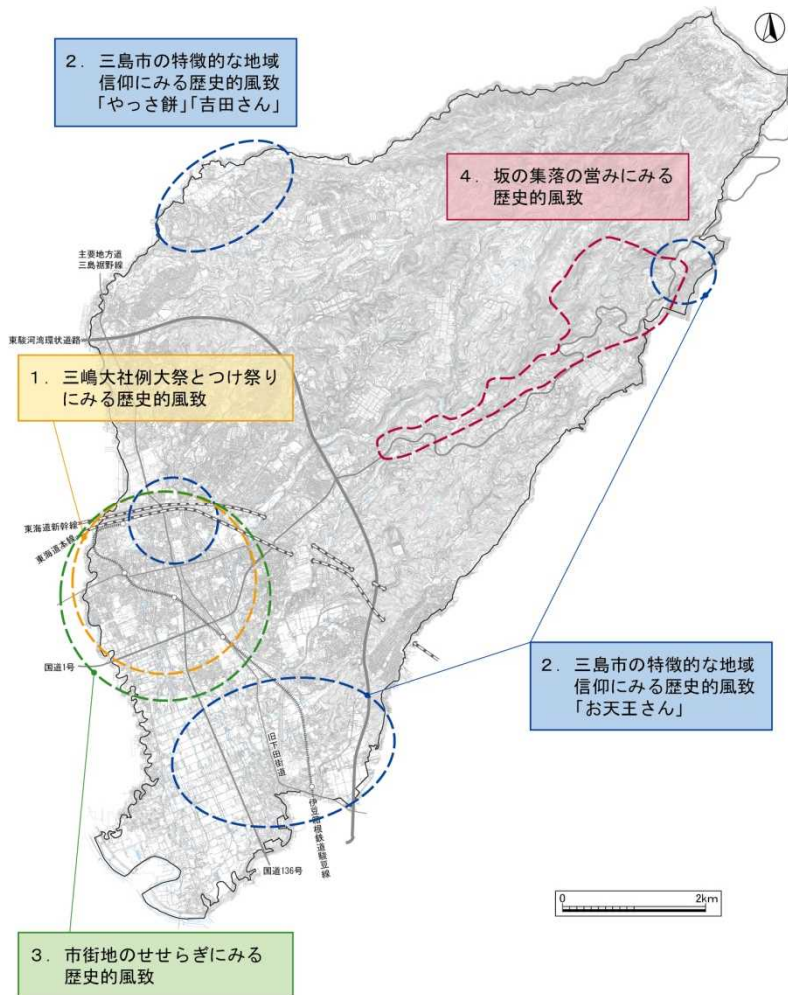 2．三島市の特徴的な地域
信仰にみる歴史的風致
「やっさ餅」「吉田さん」
4．坂の集落の営みにみる
歴史的風致
主要地方道
三島裾野線
東駿河湾環状道路
1．三嶋大社例大祭とつけ祭り
にみる歴史的風致
東海道新幹線
東海道本線
国道1号
2．三島市の特徴的な地域
信仰にみる歴史的風致
「お天王さん」
旧下田街道
伊豆箱根鉄道駿豆線
国道136号
0 2km
3．市街地のせせらぎにみる
歴史的風致